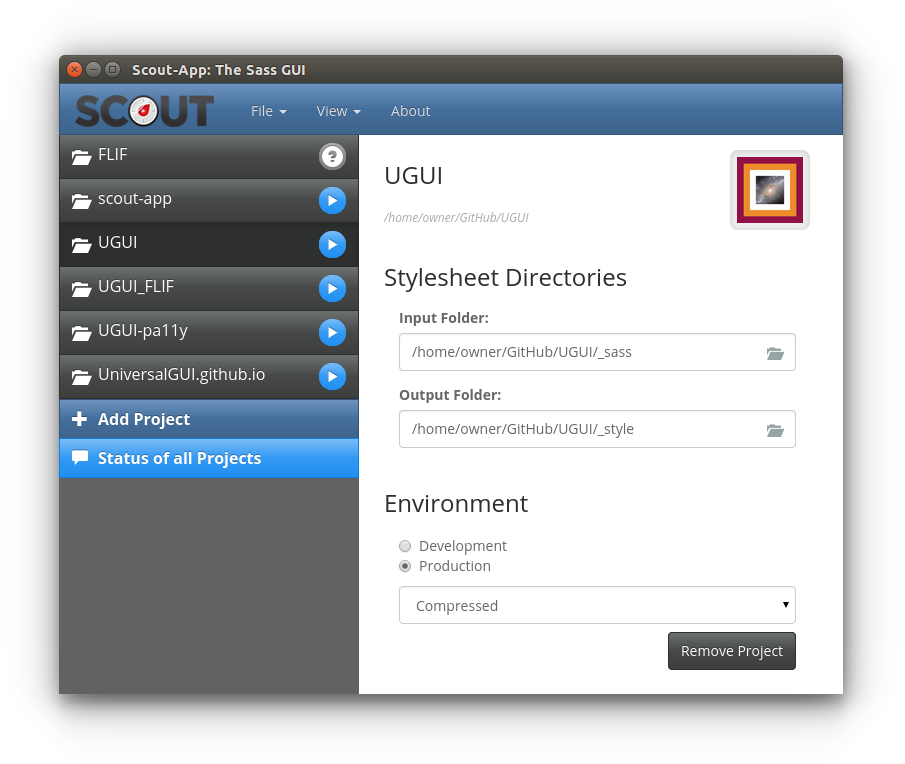 Scout-App: The Sass GUI
SCOUT
File
View
About
FLIF
?
scout-app
UGUI
UGUI_FLIF
UGUI-pa11y
UniversalGUI.github.io
Add Project
Status of all Projects
UGUI
/home/owner/GitHub/UGUI
Stylesheet Directories
Input Folder:
/home/owner/GitHub/UGUI/_sass
Output Folder:
/home/owner/GitHub/UGUI/_style
Environment
Development
Production
Compressed
Remove Project